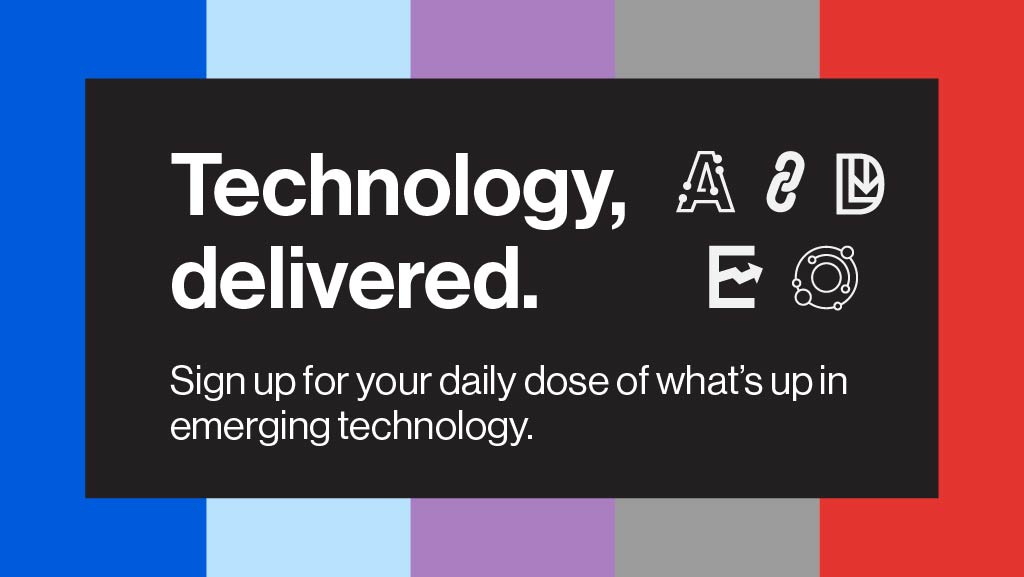 Technology,
delivered.
Sign up for your daily dose of what's up in
emerging technology.